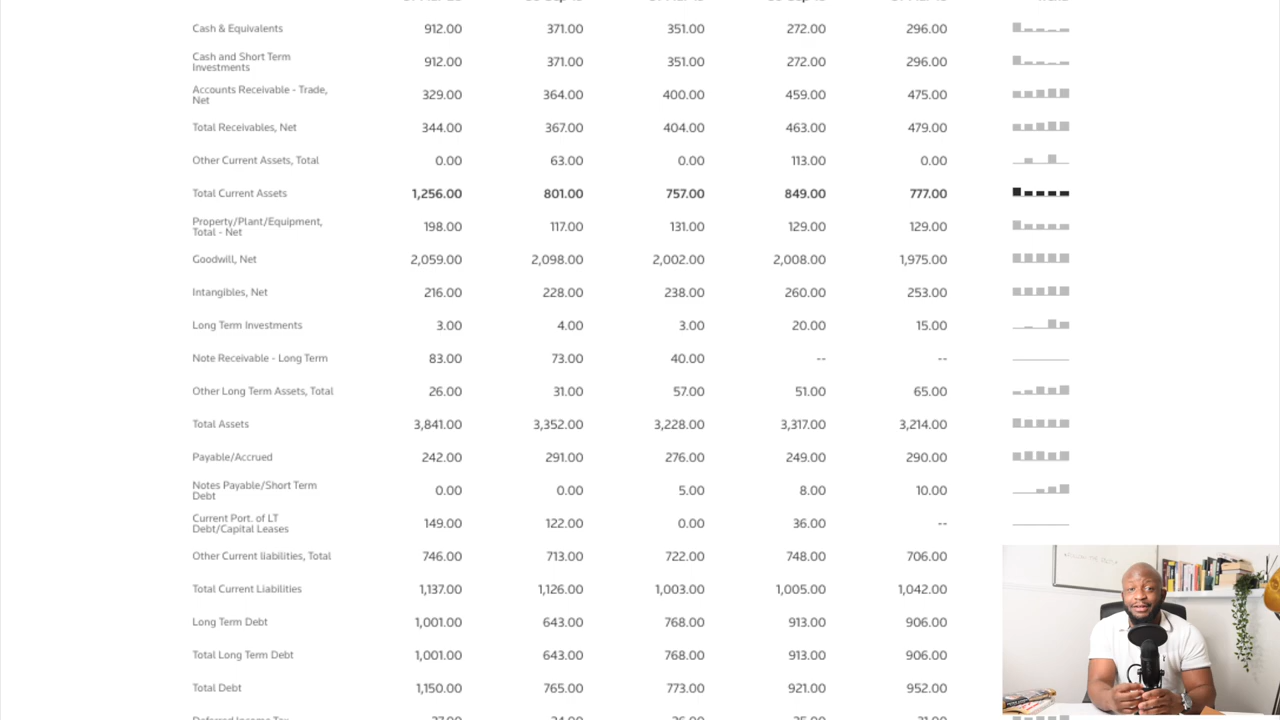 Cash & Equivalents 912.00 371.00 351.00 272.00 296.00
Cash and Short Term
Investments 912.00 371.00 351.00 272.00 296.00
Accounts Receivable - Trade,
Net 329.00 364.00 400.00 459.00 475.00
Total Receivables, Net 344.00 367.00 404.00 463.00 479.00
Other Current Assets, Total 0.00 63.00 0.00 113.00 0.00
Total Current Assets 1,256.00 801.00 757.00 849.00 777.00
Property/Plant/Equipment,
Total - Net 198.00 117.00 131.00 129.00 129.00
Goodwill, Net 2,059.00 2,098.00 2,002.00 2,008.00 1,975.00
Intangibles, Net 216.00 228.00 238.00 260.00 253.00
Long Term Investments 3.00 4.00 3.00 20.00 15.00
Note Receivable - Long Term 83.00 73.00 40.00 -- --
Other Long Term Assets, Total 26.00 31.00 57.00 51.00 65.00
Total Assets 3,841.00 3,352.00 3,228.00 3,317.00 3,214.00
Payable/Accrued 242.00 291.00 276.00 249.00 290.00
Notes Payable/Short Term
Debt 0.00 0.00 5.00 8.00 10.00
Current Port. of LT
Debt/Capital Leases 149.00 122.00 0.00 36.00 --
Other Current liabilities, Total 746.00 713.00 722.00 748.00 706.00
Total Current Liabilities 1,137.00 1,126.00 1,003.00 1,005.00 1,042.00
Long Term Debt 1,001.00 643.00 768.00 913.00 906.00
Total Long Term Debt 1,001.00 643.00 768.00 913.00 906.00
Total Debt 1,150.00 765.00 773.00 921.00 952.00